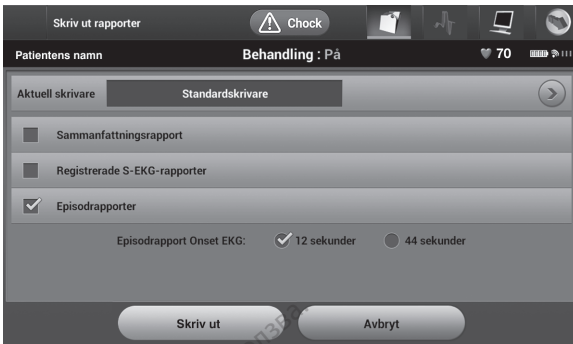 Skriv ut rapporter Chock
Patientens namn Behandling : På 70
Aktuell skrivare Standardskrivare
Sammanfattningsrapport
Registrerade S-EKG-rapporter
Episodrapporter
Episodrapport Onset EKG: 12 sekunder 44 sekunder
Skriv ut Avbryt